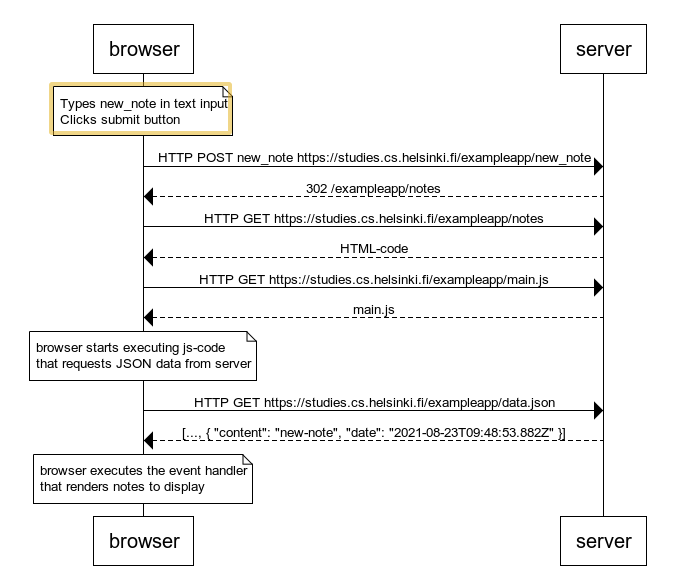 browser server
Types new_note in text input
Clicks submit button
HTTP POST new_note https://studies.cs.helsinki.fi/exampleapp/new_note
302 /exampleapp/notes
HTTP GET https://studies.cs.helsinki.fi/exampleapp/notes
HTML-code
HTTP GET https://studies.cs.helsinki.fi/exampleapp/main.js
main.js
browser starts executing js-code
that requests JSON data from server
HTTP GET https://studies.cs.helsinki.fi/exampleapp/data.json
[..., { "content": "new-note", "date": "2021-08-23T09:48:53.882Z" }]
browser executes the event handler
that renders notes to display
browser server